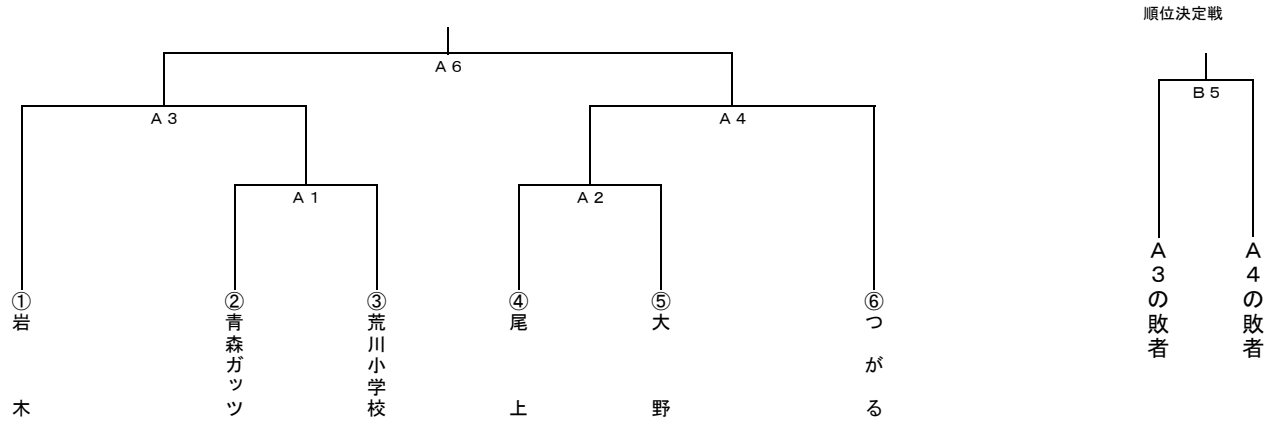 順位決定戦
A6
B5
A3
A4
A1
A2
①岩木
②青森ガッツ
③荒川小学校
④尾上
⑤大野
⑥つがる
A3の敗者
A4の敗者